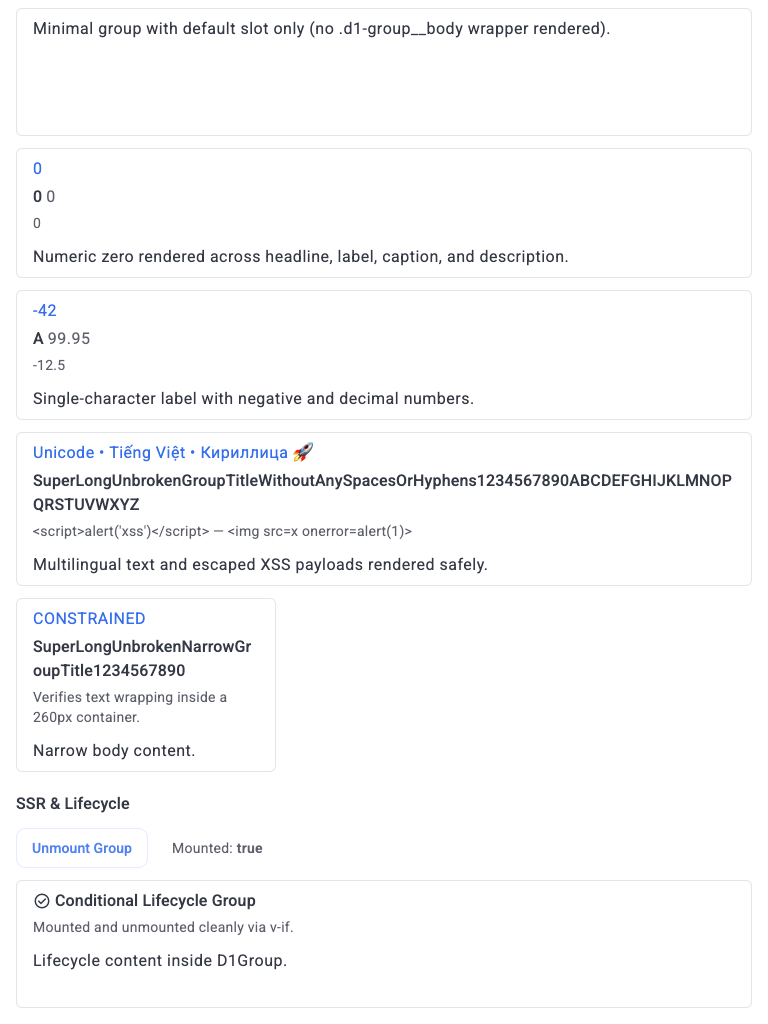 Minimal group with default slot only (no .d1-group__body wrapper rendered).
0
0 0
0
Numeric zero rendered across headline, label, caption, and description.
-42
A 99.95
-12.5
Single-character label with negative and decimal numbers.
Unicode • Tiếng Việt • Кириллица 🚀
SuperLongUnbrokenGroupTitleWithoutAnySpacesOrHyphens1234567890ABCDEFGHIJKLMNOP
QRSTUVWXYZ
<script>alert('xss')</script> — <img src=x onerror=alert(1)>
Multilingual text and escaped XSS payloads rendered safely.
CONSTRAINED
SuperLongUnbrokenNarrowGr
oupTitle1234567890
Verifies text wrapping inside a
260px container.
Narrow body content.
SSR & Lifecycle
Unmount Group Mounted: true
Conditional Lifecycle Group
Mounted and unmounted cleanly via v-if.
Lifecycle content inside D1Group.